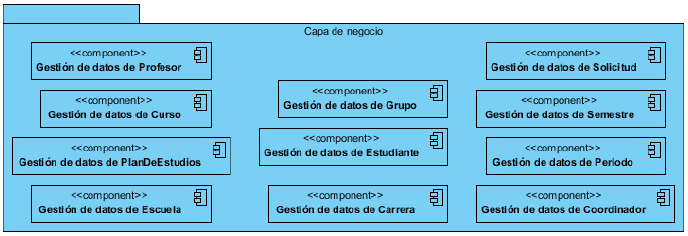 Capa de negocio
<<component>>
Gestión de datos de Profesor
<<component>>
Gestión de datos de Curso
<<component>>
Gestión de datos de PlanDeEstudios
<<component>>
Gestión de datos de Escuela
<<component>>
Gestión de datos de Grupo
<<component>>
Gestión de datos de Estudiante
<<component>>
Gestión de datos de Carrera
<<component>>
Gestión de datos de Solicitud
<<component>>
Gestión de datos de Semestre
<<component>>
Gestión de datos de Periodo
<<component>>
Gestión de datos de Coordinador